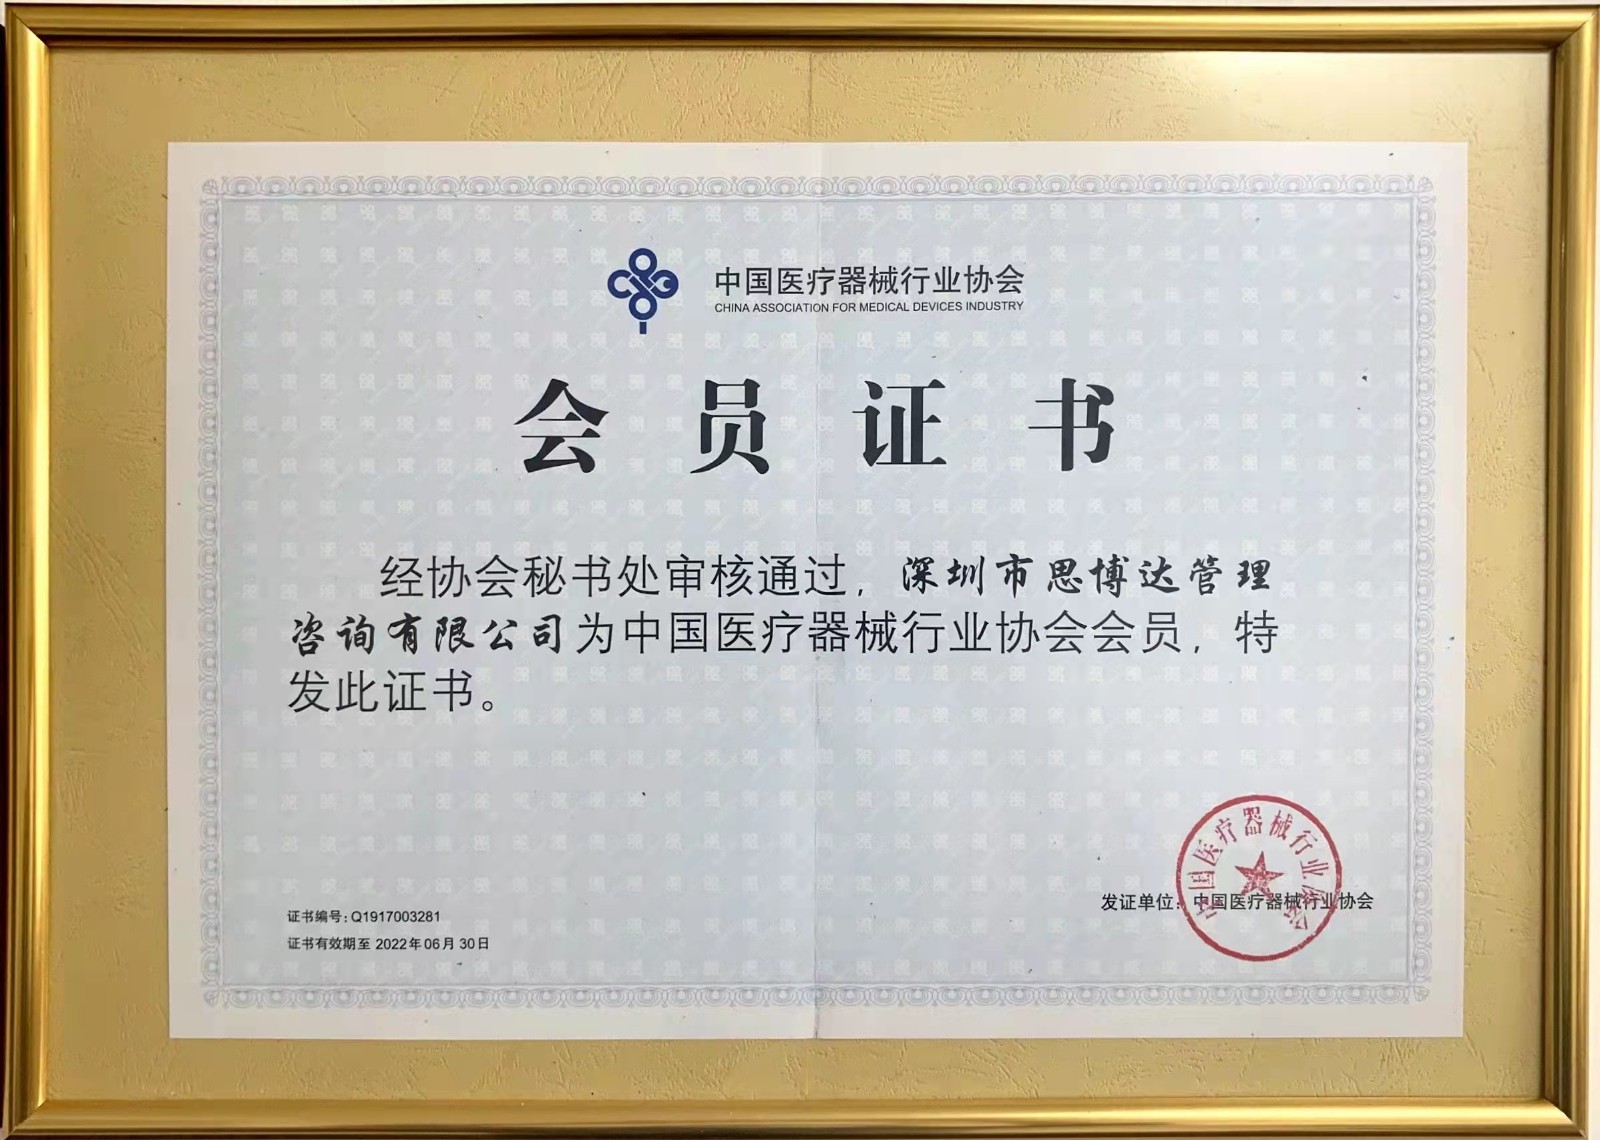 中国医疗器械行业协会
CHINA ASSOCIATION FOR MEDICAL DEVICES INDUSTRY
会员证书
经协会秘书处审核通过，深圳市思博达管理
咨询有限公司为中国医疗器械行业协会会员，特
发此证书。
证书编号：Q1917003281
证书有效期至 2022年06月30日
发证单位：中国医疗器械行业协会
中国医疗器械行业协会